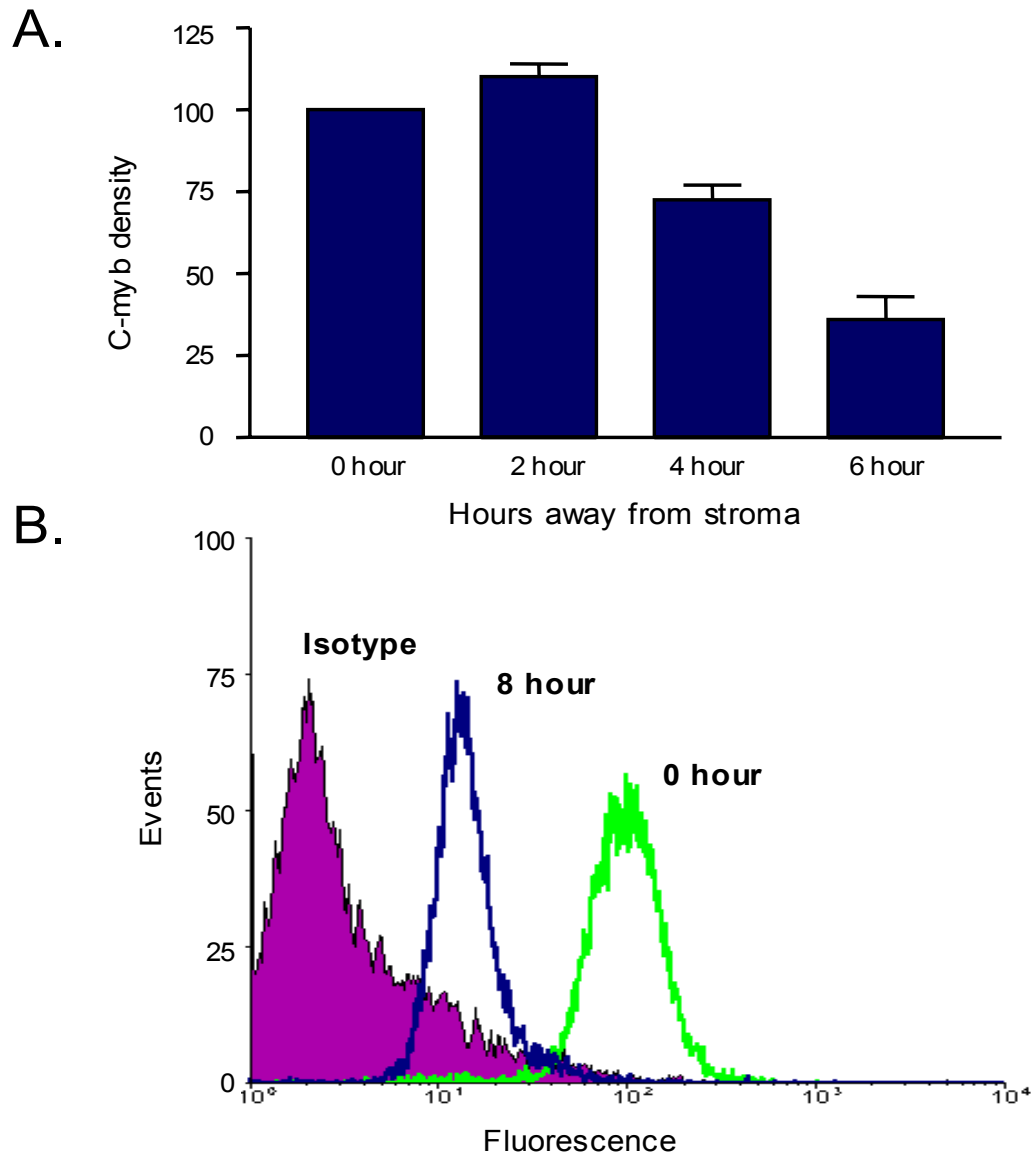 A.
125
100
75
50
25
0
C-myb density
0 hour 2 hour 4 hour 6 hour
Hours away from stroma
B.
100
75
50
25
0
Events
Isotype
8 hour
0 hour
10⁰ 10¹ 10² 10³ 10⁴
Fluorescence